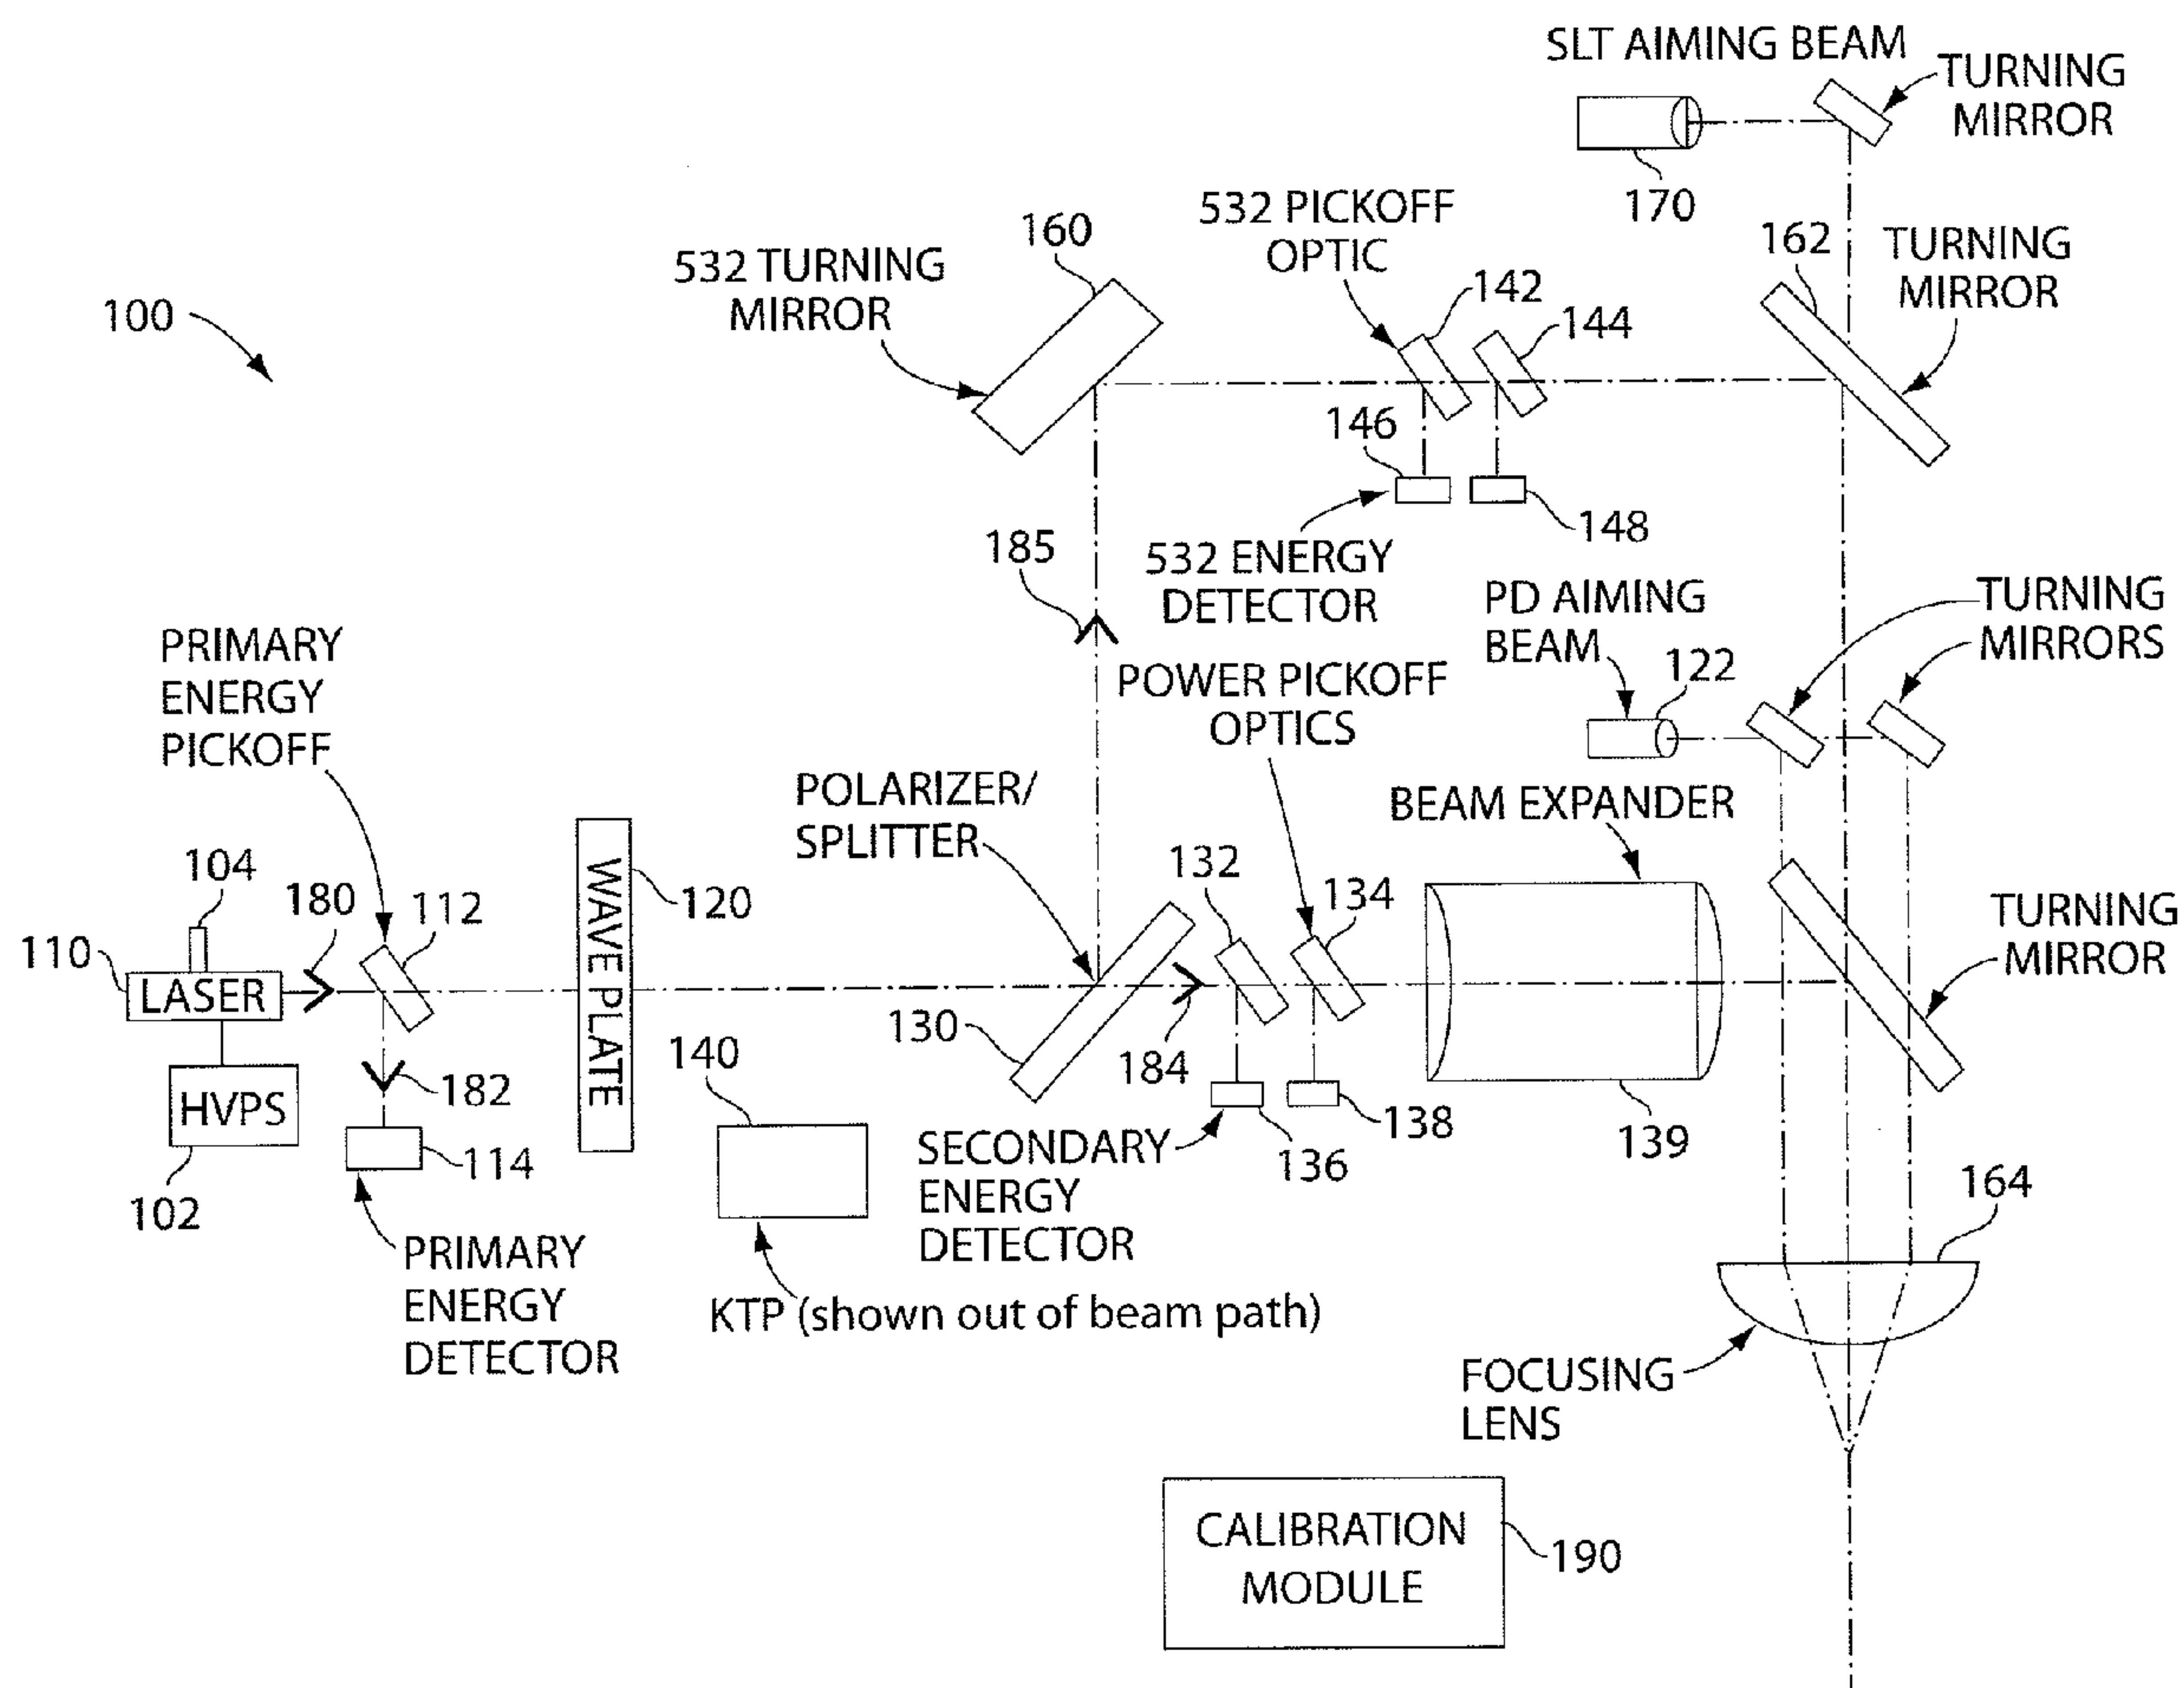 SLT AIMING BEAM
TURNING
MIRROR
170
532 PICKOFF
OPTIC
160
532 TURNING
MIRROR
162
TURNING
MIRROR
142
144
100
146
148
185
532 ENERGY
DETECTOR
PD AIMING
BEAM
122
TURNING
MIRRORS
PRIMARY
ENERGY
PICKOFF
POWER PICKOFF
OPTICS
POLARIZER/
SPLITTER
BEAM EXPANDER
104
180
112
WAVE PLATE
120
132
134
TURNING
MIRROR
110
LASER
130
184
140
182
HVPS
102
114
138
136
139
SECONDARY
ENERGY
DETECTOR
164
PRIMARY
ENERGY
DETECTOR
KTP (shown out of beam path)
FOCUSING
LENS
CALIBRATION
MODULE
190